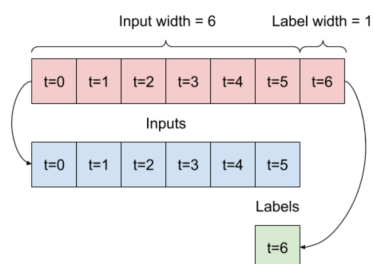 Input width = 6 Label width = 1
t=0 t=1 t=2 t=3 t=4 t=5 t=6
Inputs
t=0 t=1 t=2 t=3 t=4 t=5
Labels
t=6